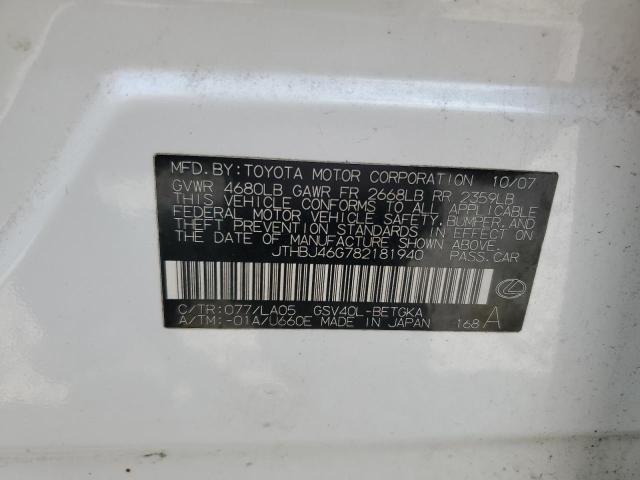 MFD. BY: TOYOTA MOTOR CORPORATION 10/07
GVWR 4680LB GAWR FR 2668LB RR 2359LB
THIS VEHICLE CONFORMS TO ALL APPLICABLE
FEDERAL MOTOR VEHICLE SAFETY, BUMPER, AND
THEFT PREVENTION STANDARDS IN EFFECT ON
THE DATE OF MANUFACTURE SHOWN ABOVE.
JTHBJ46G782181940 PASS. CAR
C/TR: 077/LA05 GSV40L-BETGKA
A/TM: -01A/U660E MADE IN JAPAN 168 A